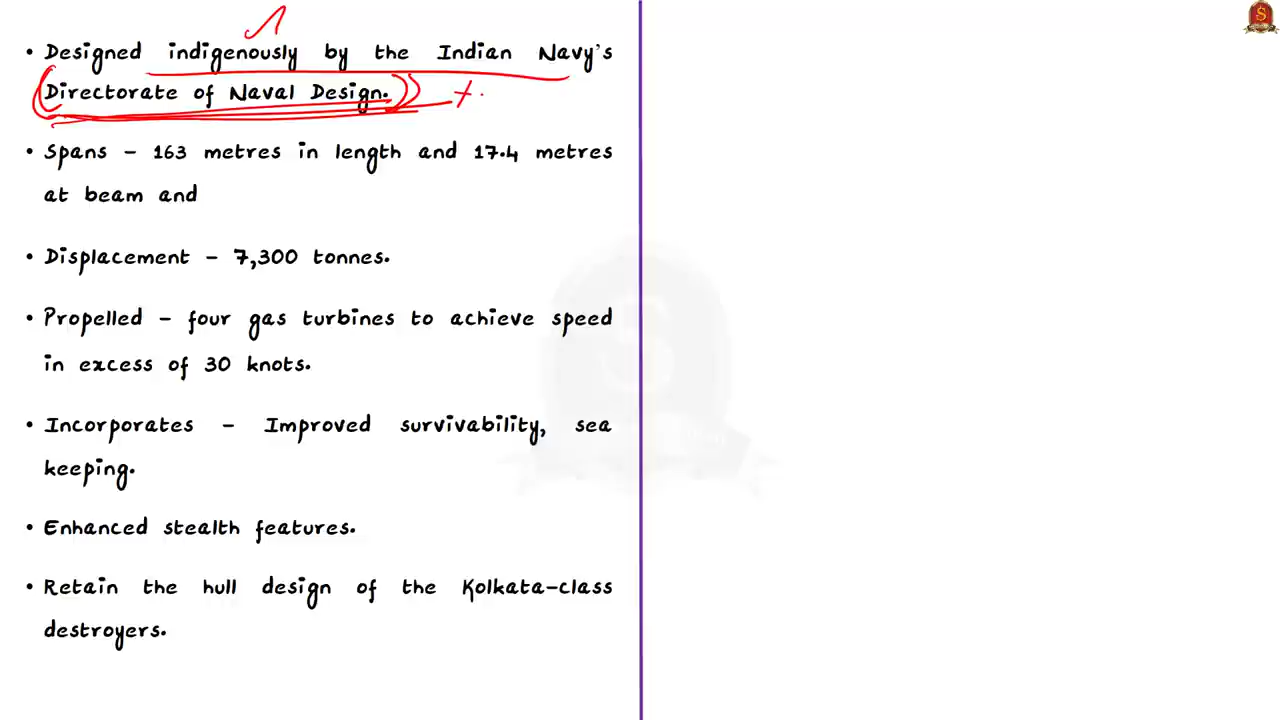 • Designed indigenously by the Indian Navy's
Directorate of Naval Design.
• Spans – 163 metres in length and 17.4 metres
at beam and
• Displacement – 7,300 tonnes.
• Propelled – four gas turbines to achieve speed
in excess of 30 knots.
• Incorporates – Improved survivability, sea
keeping.
• Enhanced stealth features.
• Retain the hull design of the Kolkata-class
destroyers.